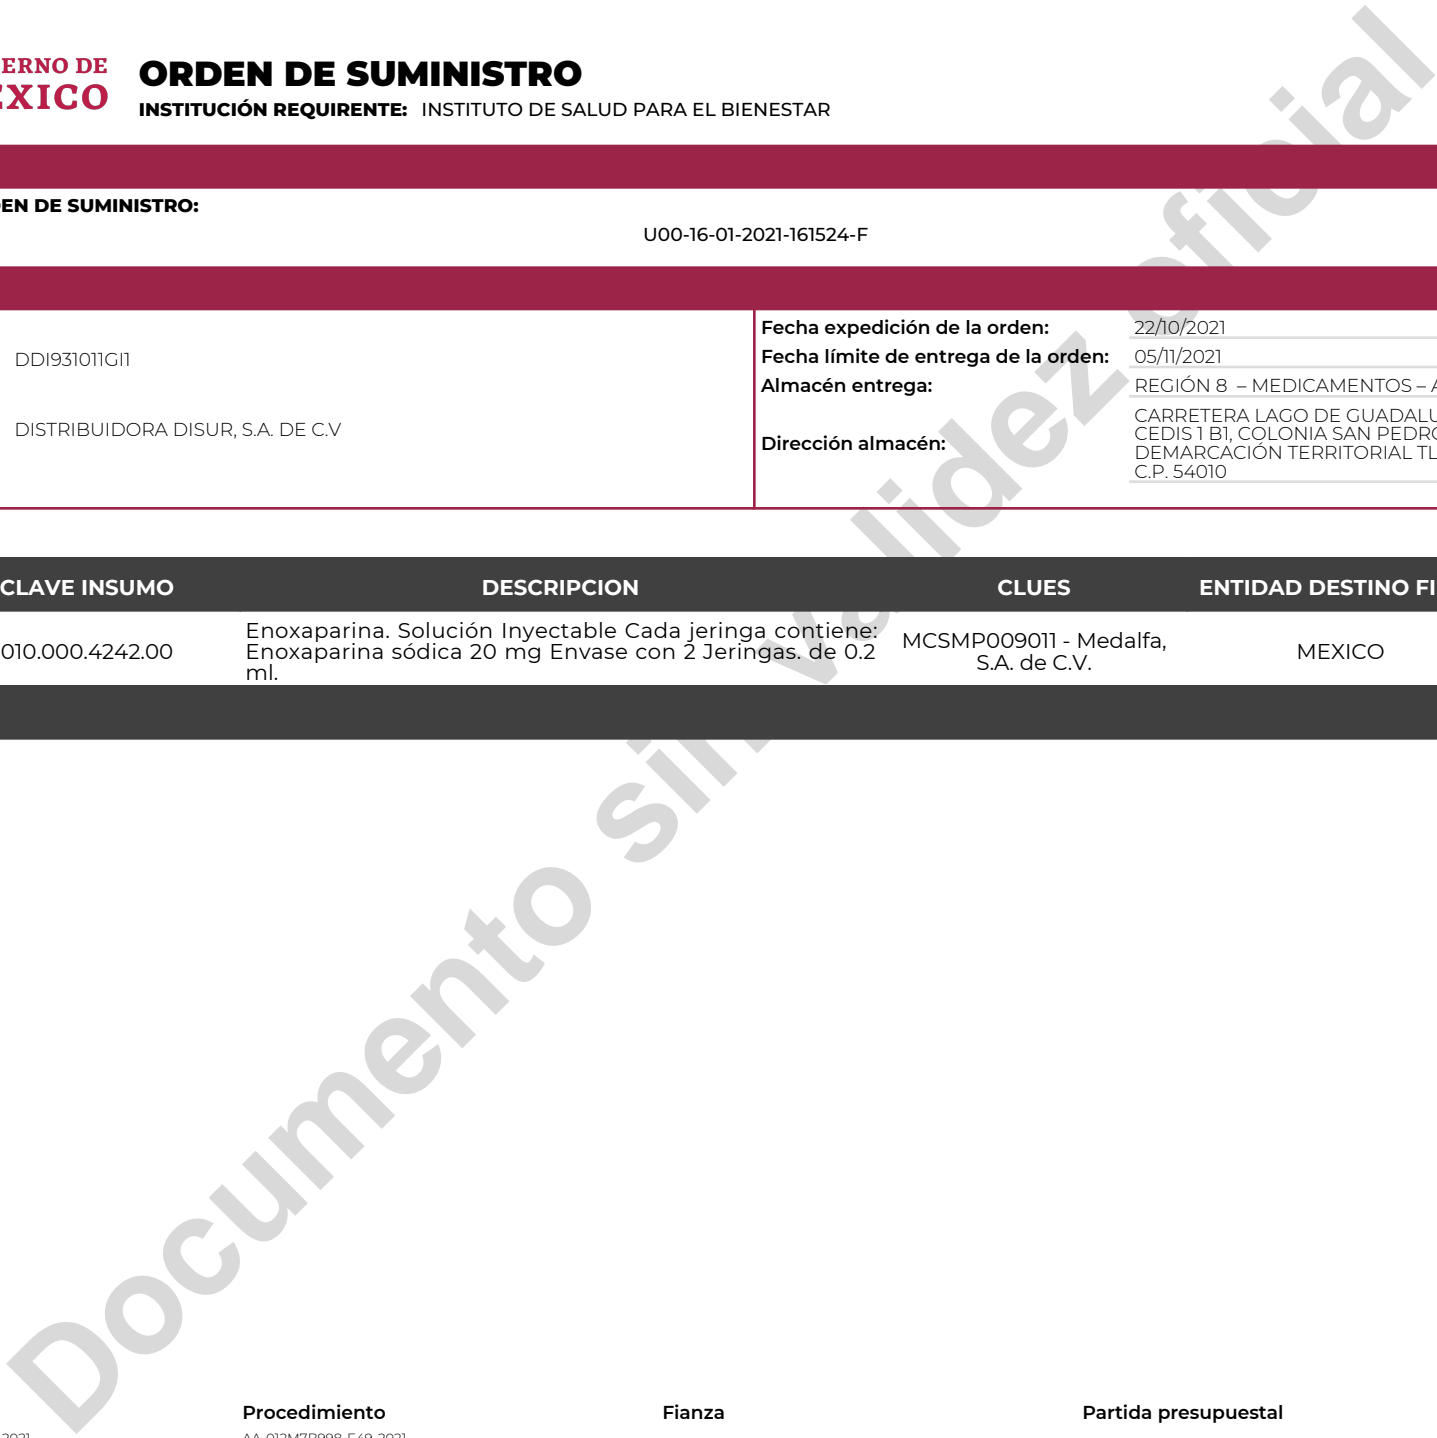 ERNO DE
EXICO
ORDEN DE SUMINISTRO
INSTITUCIÓN REQUIRENTE: INSTITUTO DE SALUD PARA EL BIENESTAR
EN DE SUMINISTRO:
U00-16-01-2021-161524-F
DDI931011GI1
DISTRIBUIDORA DISUR, S.A. DE C.V
Fecha expedición de la orden: 22/10/2021
Fecha límite de entrega de la orden: 05/11/2021
Almacén entrega: REGIÓN 8 – MEDICAMENTOS – A
Dirección almacén:
CARRETERA LAGO DE GUADALU
CEDIS 1 B1, COLONIA SAN PEDRO
DEMARCACIÓN TERRITORIAL TL
C.P. 54010
CLAVE INSUMO DESCRIPCION CLUES ENTIDAD DESTINO FI
010.000.4242.00
Enoxaparina. Solución Inyectable Cada jeringa contiene:
Enoxaparina sódica 20 mg Envase con 2 Jeringas. de 0.2
ml.
MCSMP009011 - Medalfa,
S.A. de C.V.
MEXICO
Documento sin validez oficial
Procedimiento Fianza Partida presupuestal